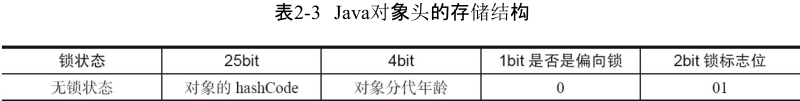 表2-3 Java对象头的存储结构
锁状态 25bit 4bit 1bit 是否是偏向锁 2bit 锁标志位
无锁状态 对象的 hashCode 对象分代年龄 0 01